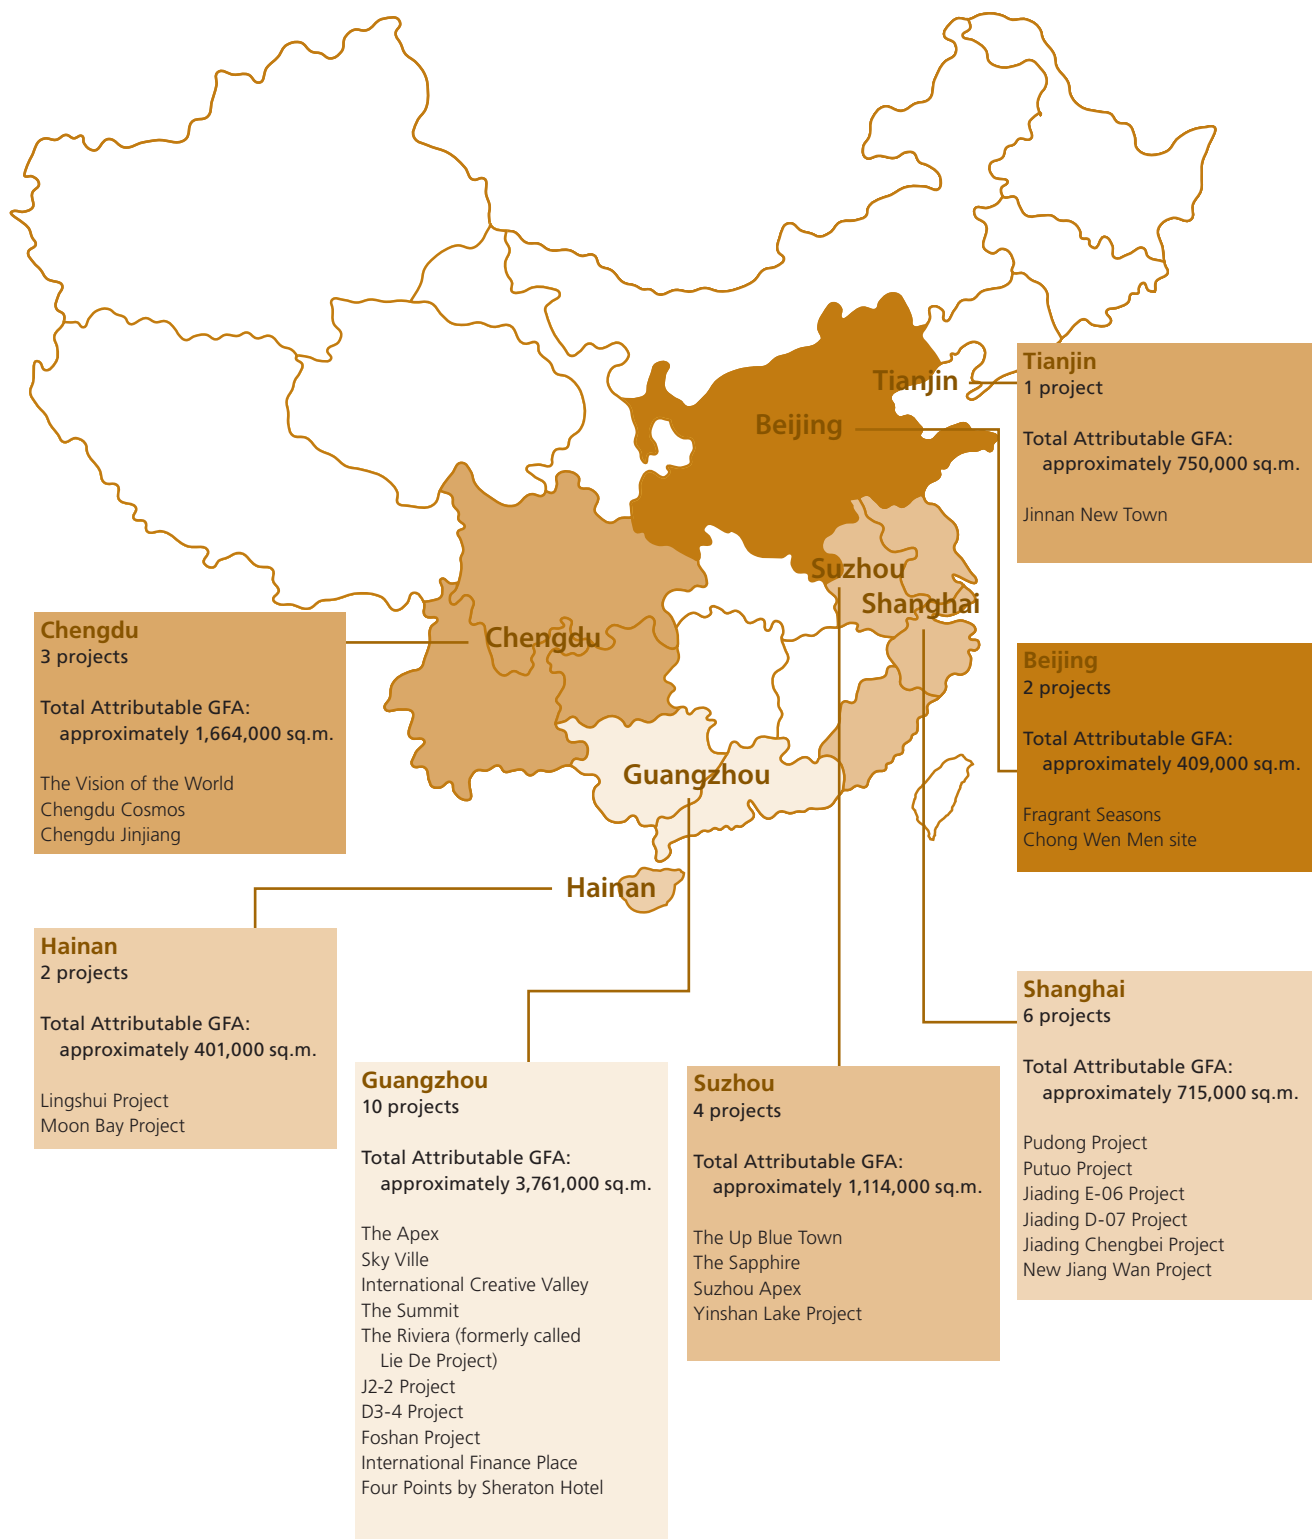 Tianjin
Beijing
Suzhou
Shanghai
Chengdu
Guangzhou
Hainan
Tianjin
1 project
Total Attributable GFA:
approximately 750,000 sq.m.
Jinnan New Town
Chengdu
3 projects
Total Attributable GFA:
approximately 1,664,000 sq.m.
The Vision of the World
Chengdu Cosmos
Chengdu Jinjiang
Beijing
2 projects
Total Attributable GFA:
approximately 409,000 sq.m.
Fragrant Seasons
Chong Wen Men site
Hainan
2 projects
Total Attributable GFA:
approximately 401,000 sq.m.
Lingshui Project
Moon Bay Project
Guangzhou
10 projects
Total Attributable GFA:
approximately 3,761,000 sq.m.
The Apex
Sky Ville
International Creative Valley
The Summit
The Riviera (formerly called
Lie De Project)
J2-2 Project
D3-4 Project
Foshan Project
International Finance Place
Four Points by Sheraton Hotel
Suzhou
4 projects
Total Attributable GFA:
approximately 1,114,000 sq.m.
The Up Blue Town
The Sapphire
Suzhou Apex
Yinshan Lake Project
Shanghai
6 projects
Total Attributable GFA:
approximately 715,000 sq.m.
Pudong Project
Putuo Project
Jiading E-06 Project
Jiading D-07 Project
Jiading Chengbei Project
New Jiang Wan Project